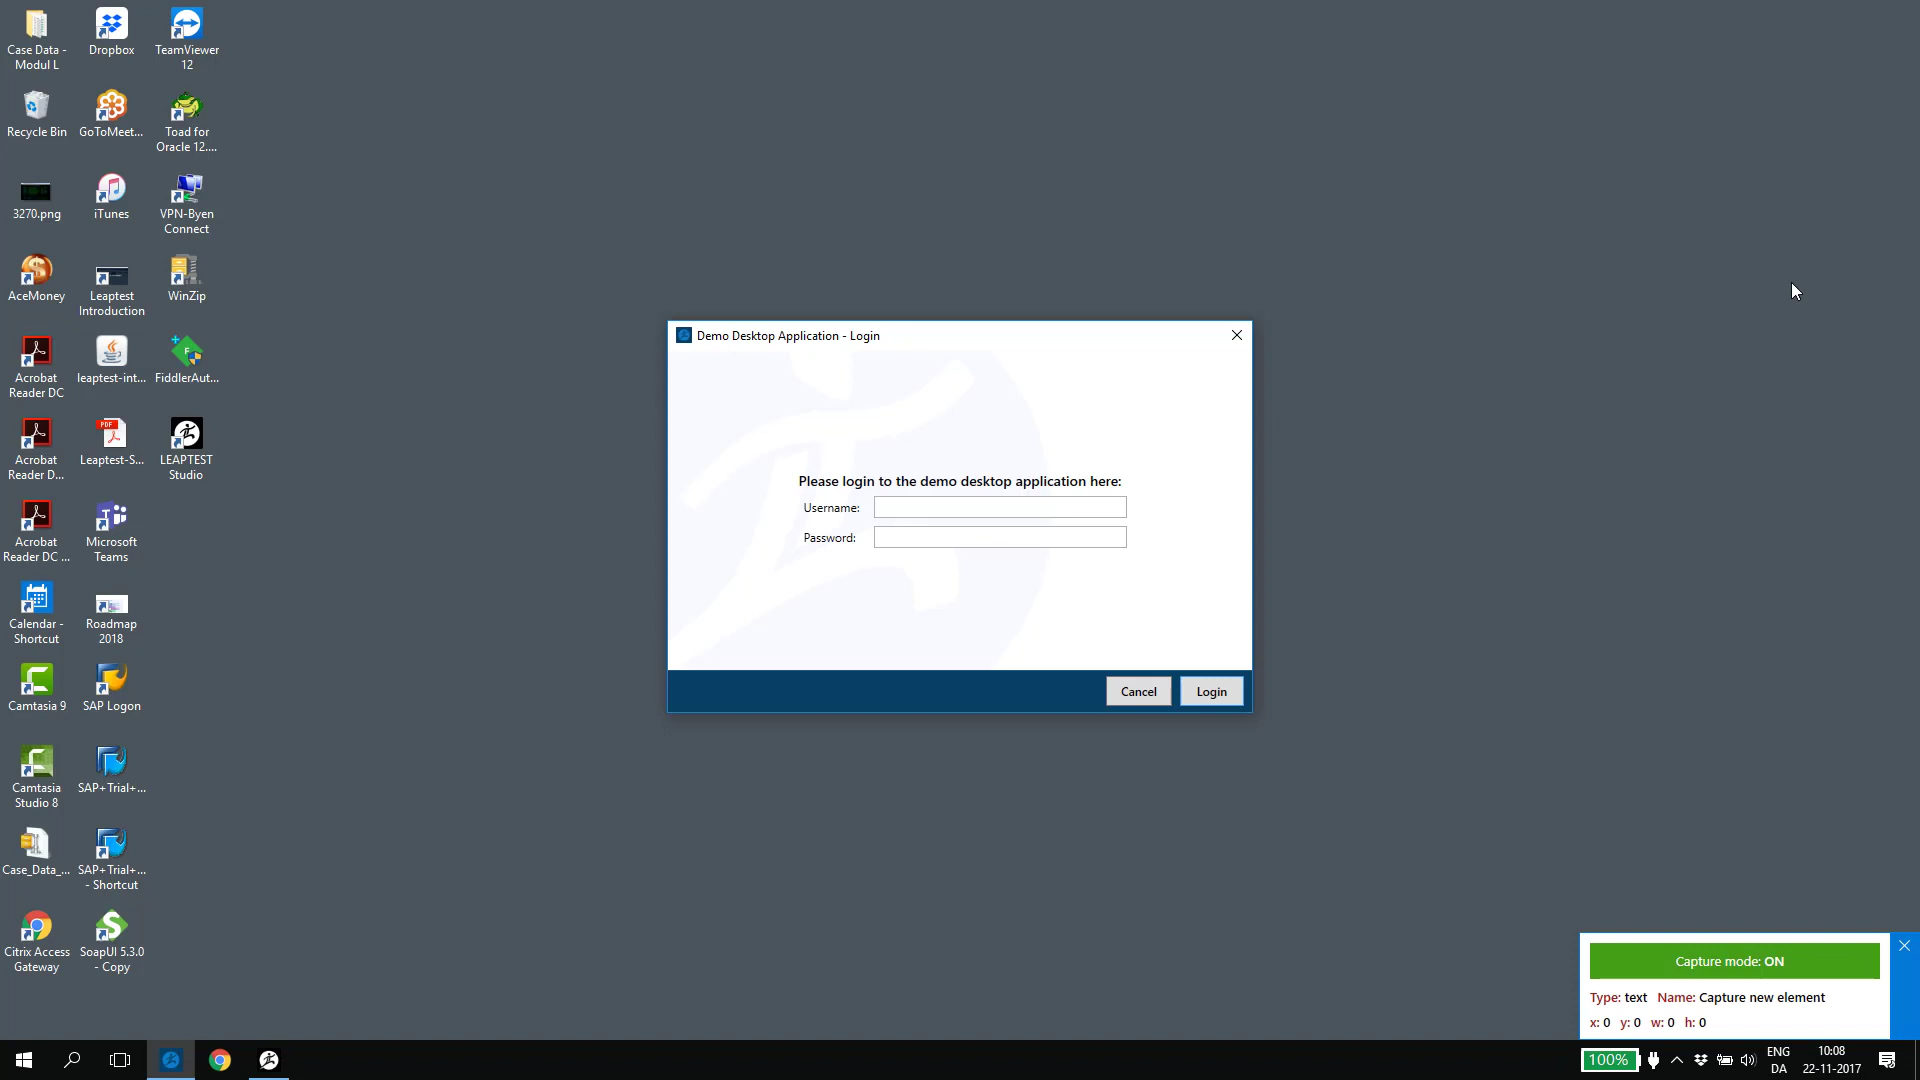 Case Data -
Modul L
Dropbox
TeamViewer
12
Recycle Bin
GoToMeet...
Toad for
Oracle 12....
3270.png
iTunes
VPN-Byen
Connect
AceMoney
Leaptest
Introduction
WinZip
Acrobat
Reader DC
leaptest-int...
FiddlerAut...
Acrobat
Reader D...
PDF
Leaptest-S...
LEAPTEST
Studio
Acrobat
Reader DC ...
Microsoft
Teams
Calendar -
Shortcut
Roadmap
2018
Camtasia 9
SAP Logon
Camtasia
Studio 8
SAP+Trial+...
Case_Data_...
SAP+Trial+...
- Shortcut
Citrix Access
Gateway
SoapUI 5.3.0
- Copy
Demo Desktop Application - Login
Please login to the demo desktop application here:
Username:
Password:
Cancel
Login
Capture mode: ON
Type: text Name: Capture new element
x: 0 y: 0 w: 0 h: 0
100%
ENG
DA
10:08
22-11-2017